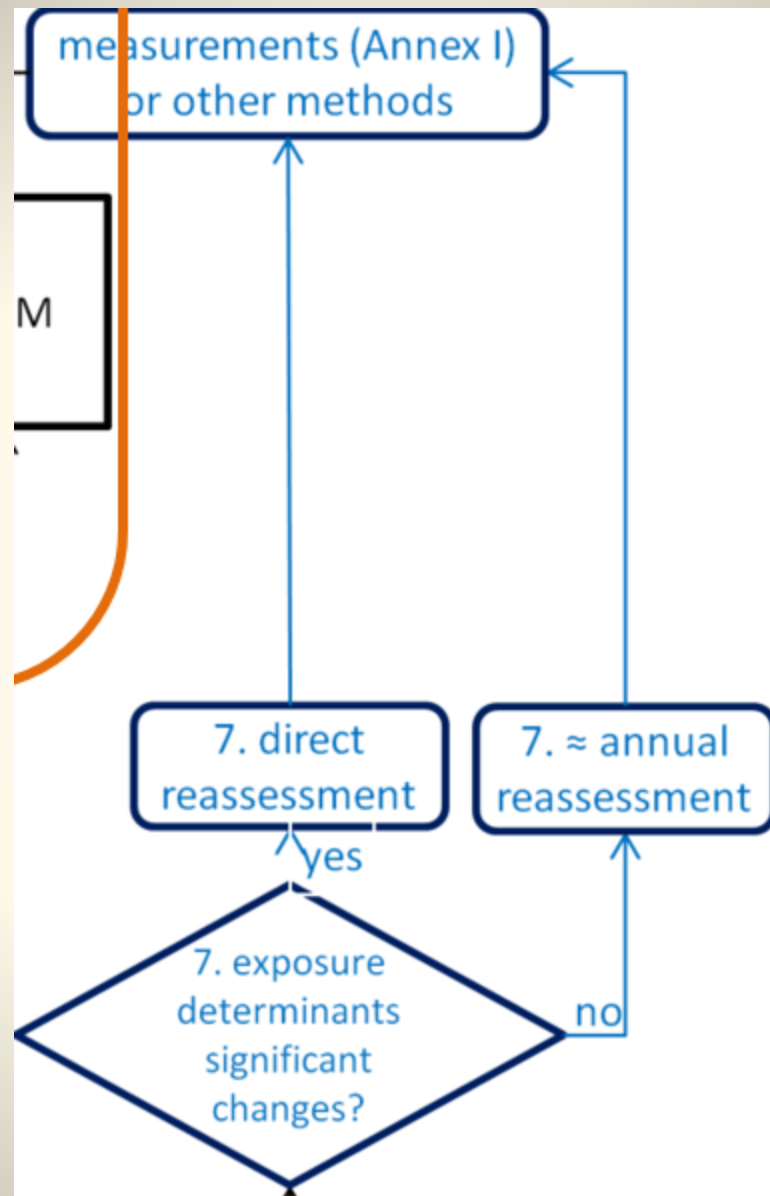 measurements (Annex I)
or other methods
M
7. direct
reassessment
7. ≈ annual
reassessment
yes
7. exposure
determinants
significant
changes?
no